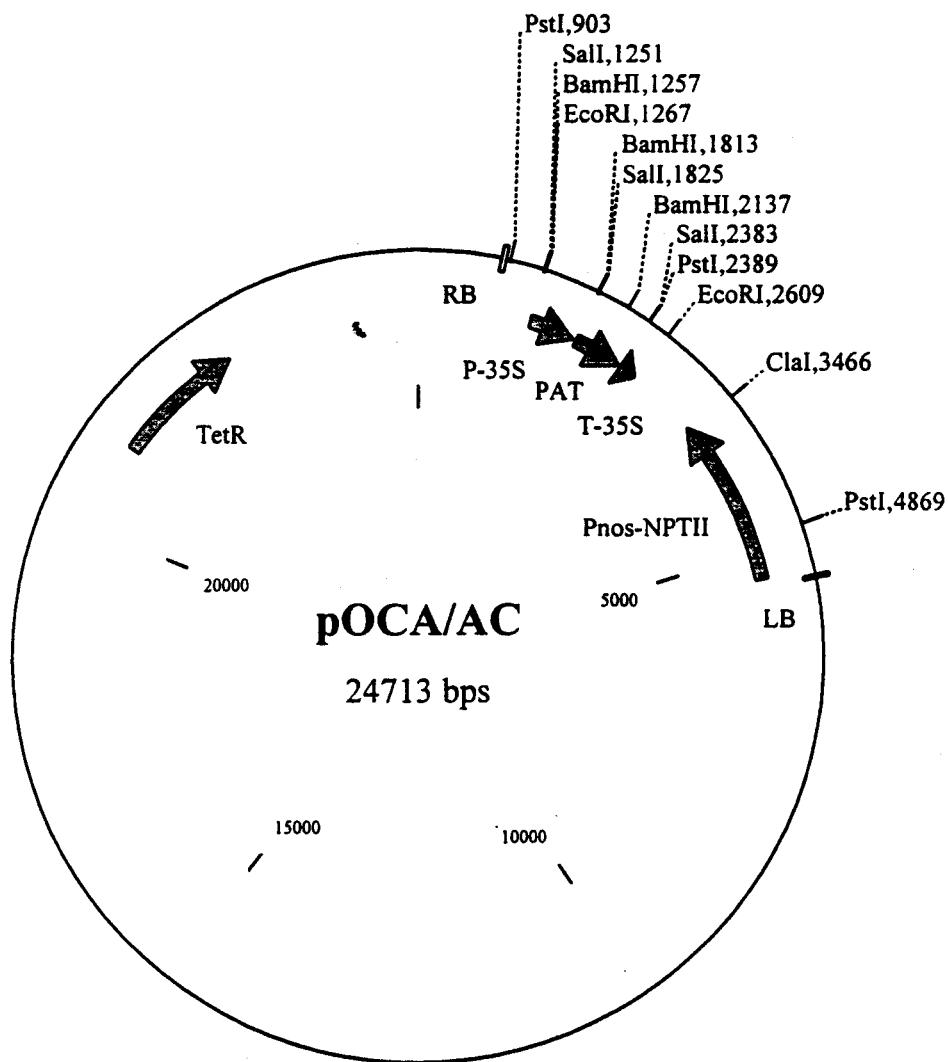 PstI,903
SalI,1251
BamHI,1257
EcoRI,1267
BamHI,1813
SalI,1825
BamHI,2137
SalI,2383
PstI,2389
EcoRI,2609
RB
P-35S
PAT
ClaI,3466
T-35S
TetR
PstI,4869
Pnos-NPTII
20000
5000
LB
pOCA/AC
24713 bps
15000
10000